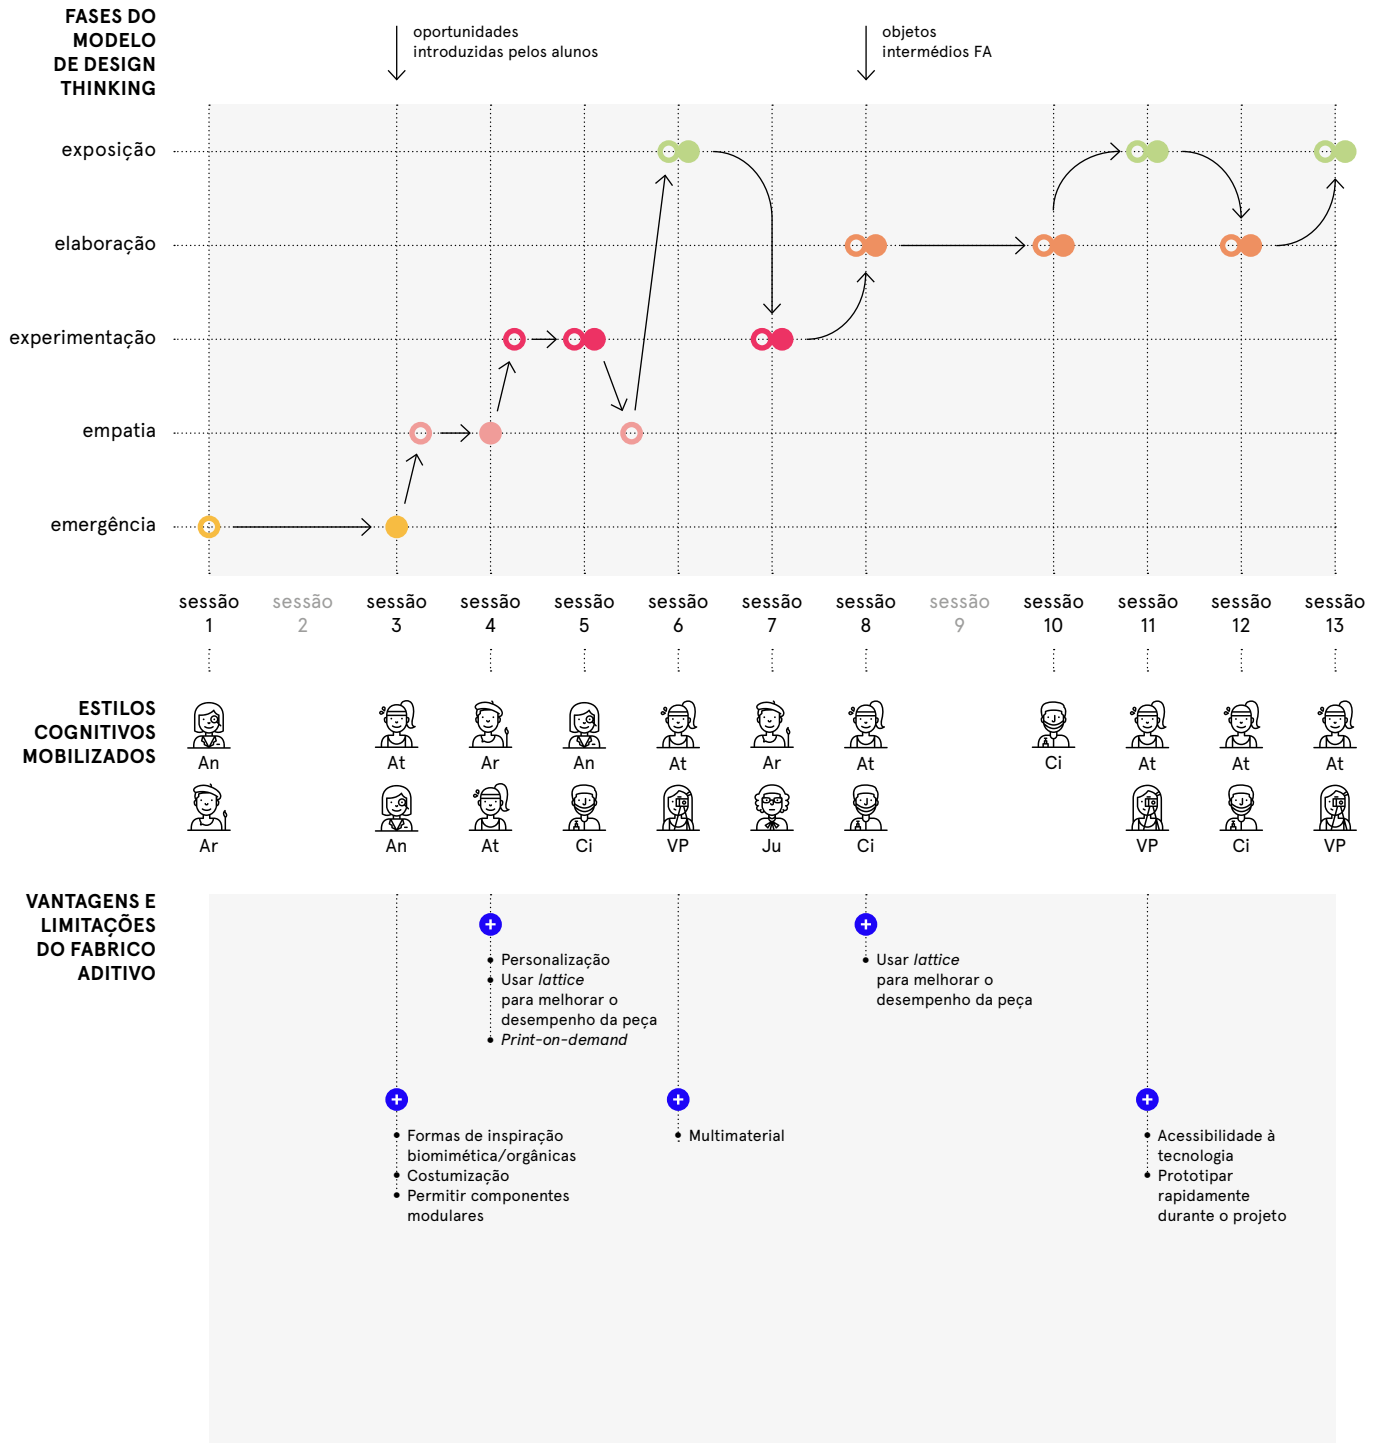 FASES DO
MODELO
DE DESIGN
THINKING
oportunidades
introduzidas pelos alunos
objetos
intermédios FA
exposição
elaboração
experimentação
empatia
emergência
sessão
1
sessão
2
sessão
3
sessão
4
sessão
5
sessão
6
sessão
7
sessão
8
sessão
9
sessão
10
sessão
11
sessão
12
sessão
13
ESTILOS
COGNITIVOS
MOBILIZADOS
An
At
Ar
An
At
Ar
At
Ci
At
At
At
Ar
An
At
Ci
VP
Ju
Ci
VP
Ci
VP
VANTAGENS E
LIMITAÇÕES
DO FABRICO
ADITIVO
Personalização
Usar lattice
para melhorar o
desempenho da peça
Print-on-demand
Usar lattice
para melhorar o
desempenho da peça
Formas de inspiração
biomimética/orgânicas
Costumização
Permitir componentes
modulares
Multimaterial
Acessibilidade à
tecnologia
Prototipar
rapidamente
durante o projeto